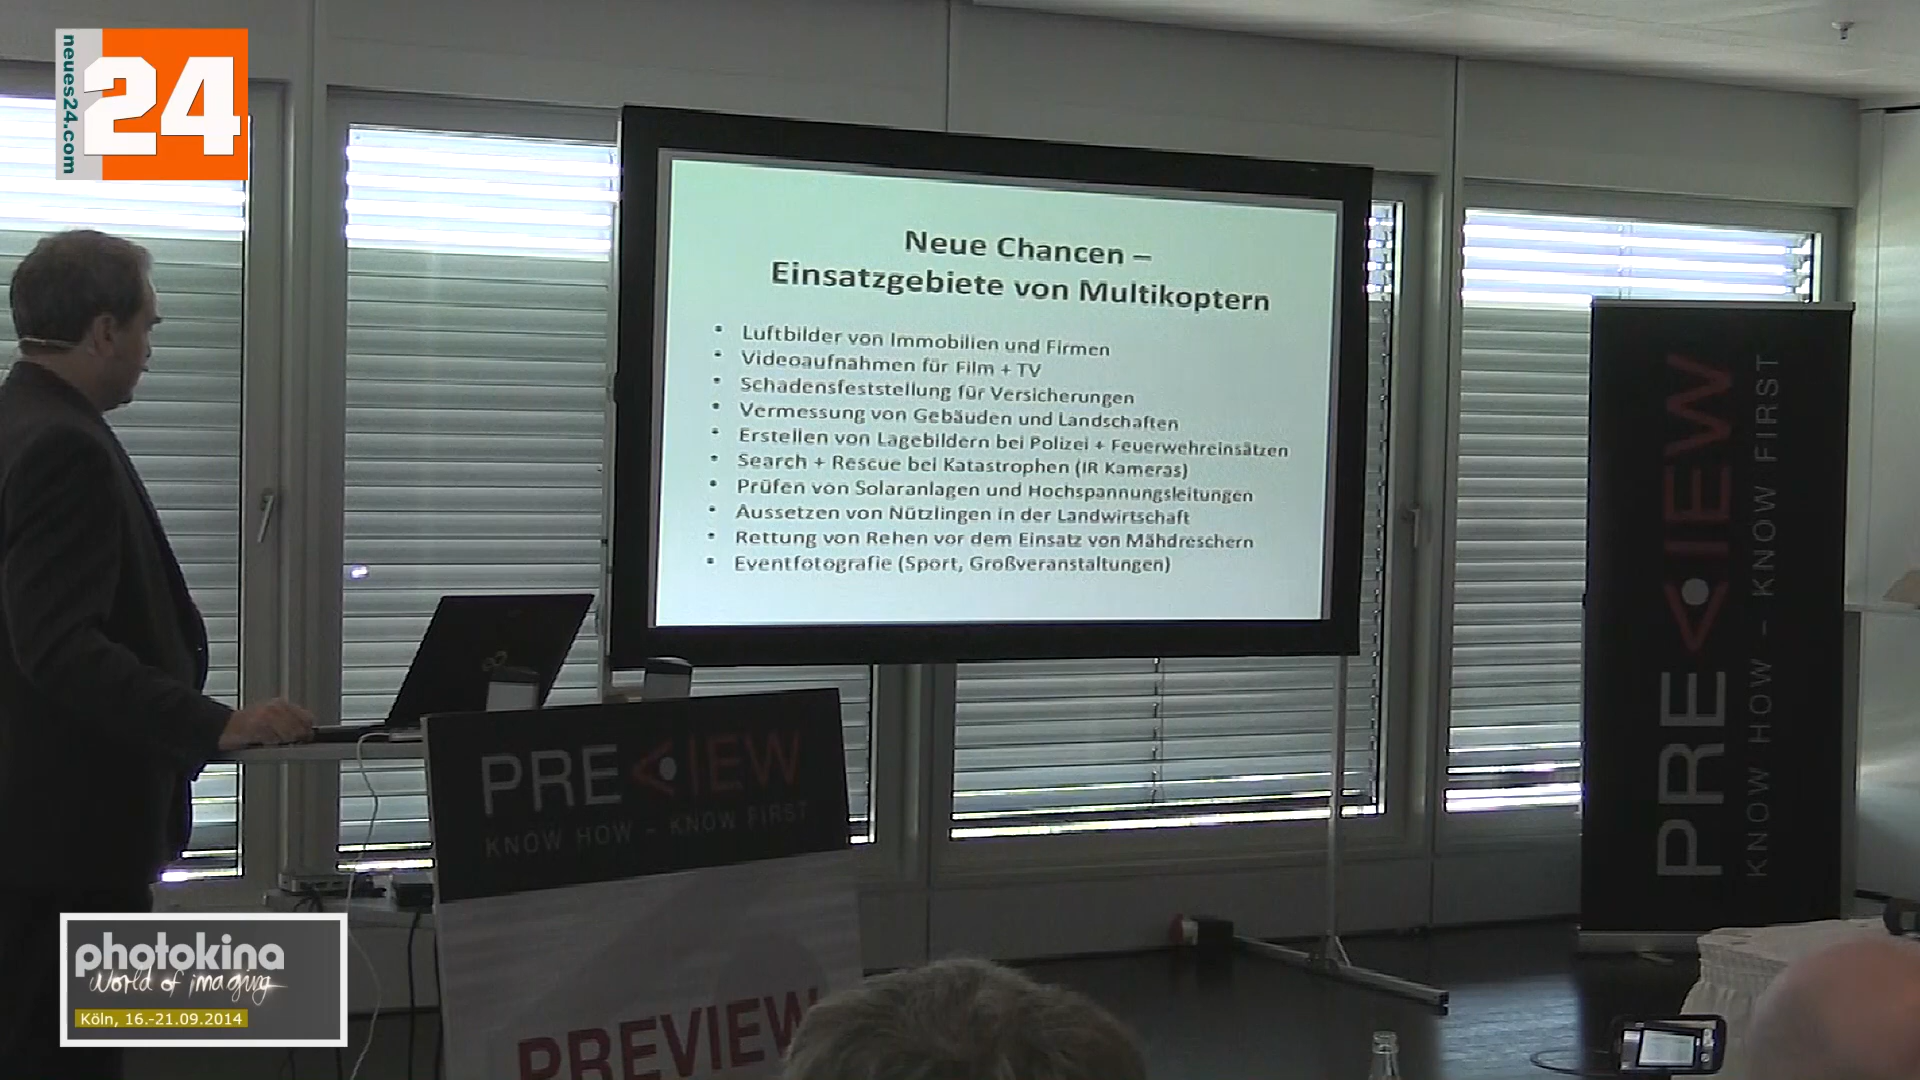 neues24.com
24
Neue Chancen –
Einsatzgebiete von Multikoptern
• Luftbilder von Immobilien und Firmen
• Videoaufnahmen für Film + TV
• Schadensfeststellung für Versicherungen
• Vermessung von Gebäuden und Landschaften
• Erstellen von Lagebildern bei Polizei + Feuerwehreinsätzen
• Search + Rescue bei Katastrophen (IR Kameras)
• Prüfen von Solaranlagen und Hochspannungsleitungen
• Aussetzen von Nützlingen in der Landwirtschaft
• Rettung von Rehen vor dem Einsatz von Mähdreschern
• Eventfotografie (Sport, Großveranstaltungen)
PREVIEW
KNOW HOW – KNOW FIRST
PREVIEW
KNOW HOW – KNOW FIRST
PREVIEW
photokina
world of imaging
Köln, 16.-21.09.2014